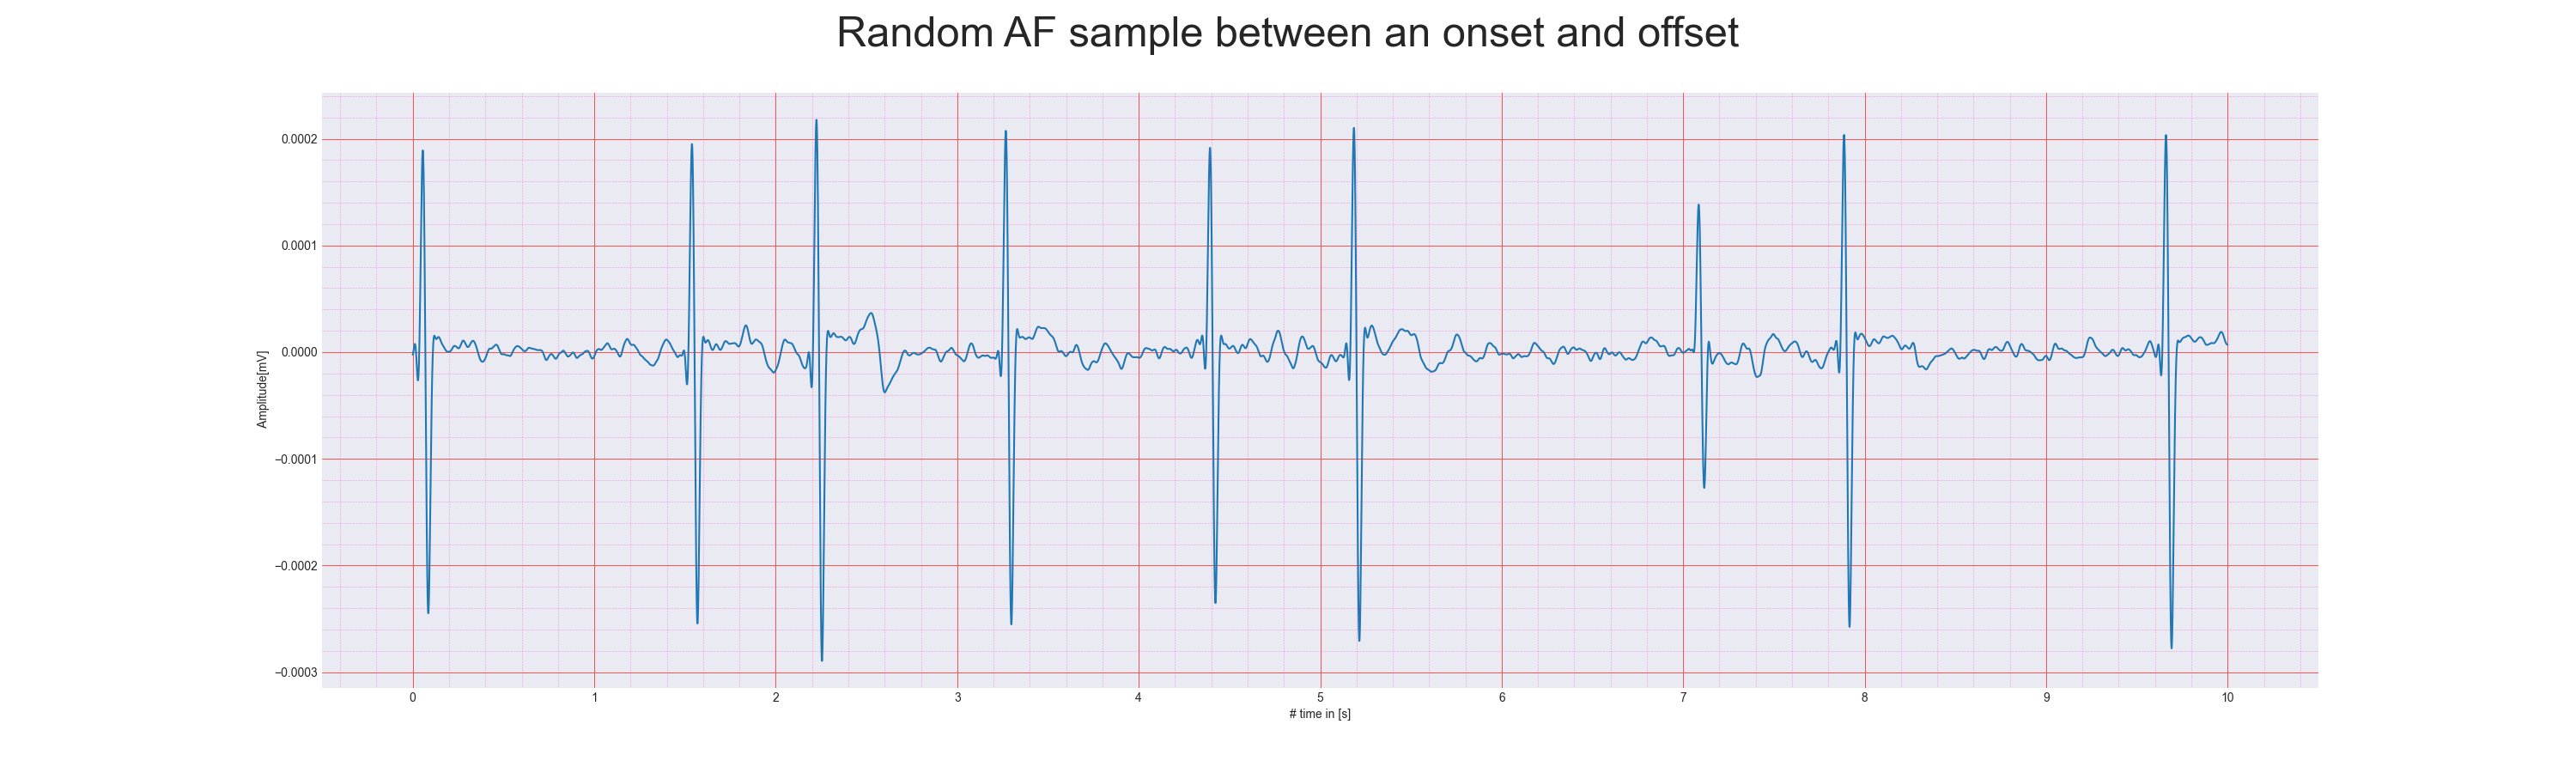 Random AF sample between an onset and offset
0.0002
0.0001
0.0000
−0.0001
−0.0002
−0.0003
Amplitude[mV]
0 1 2 3 4 5 6 7 8 9 10
# time in [s]